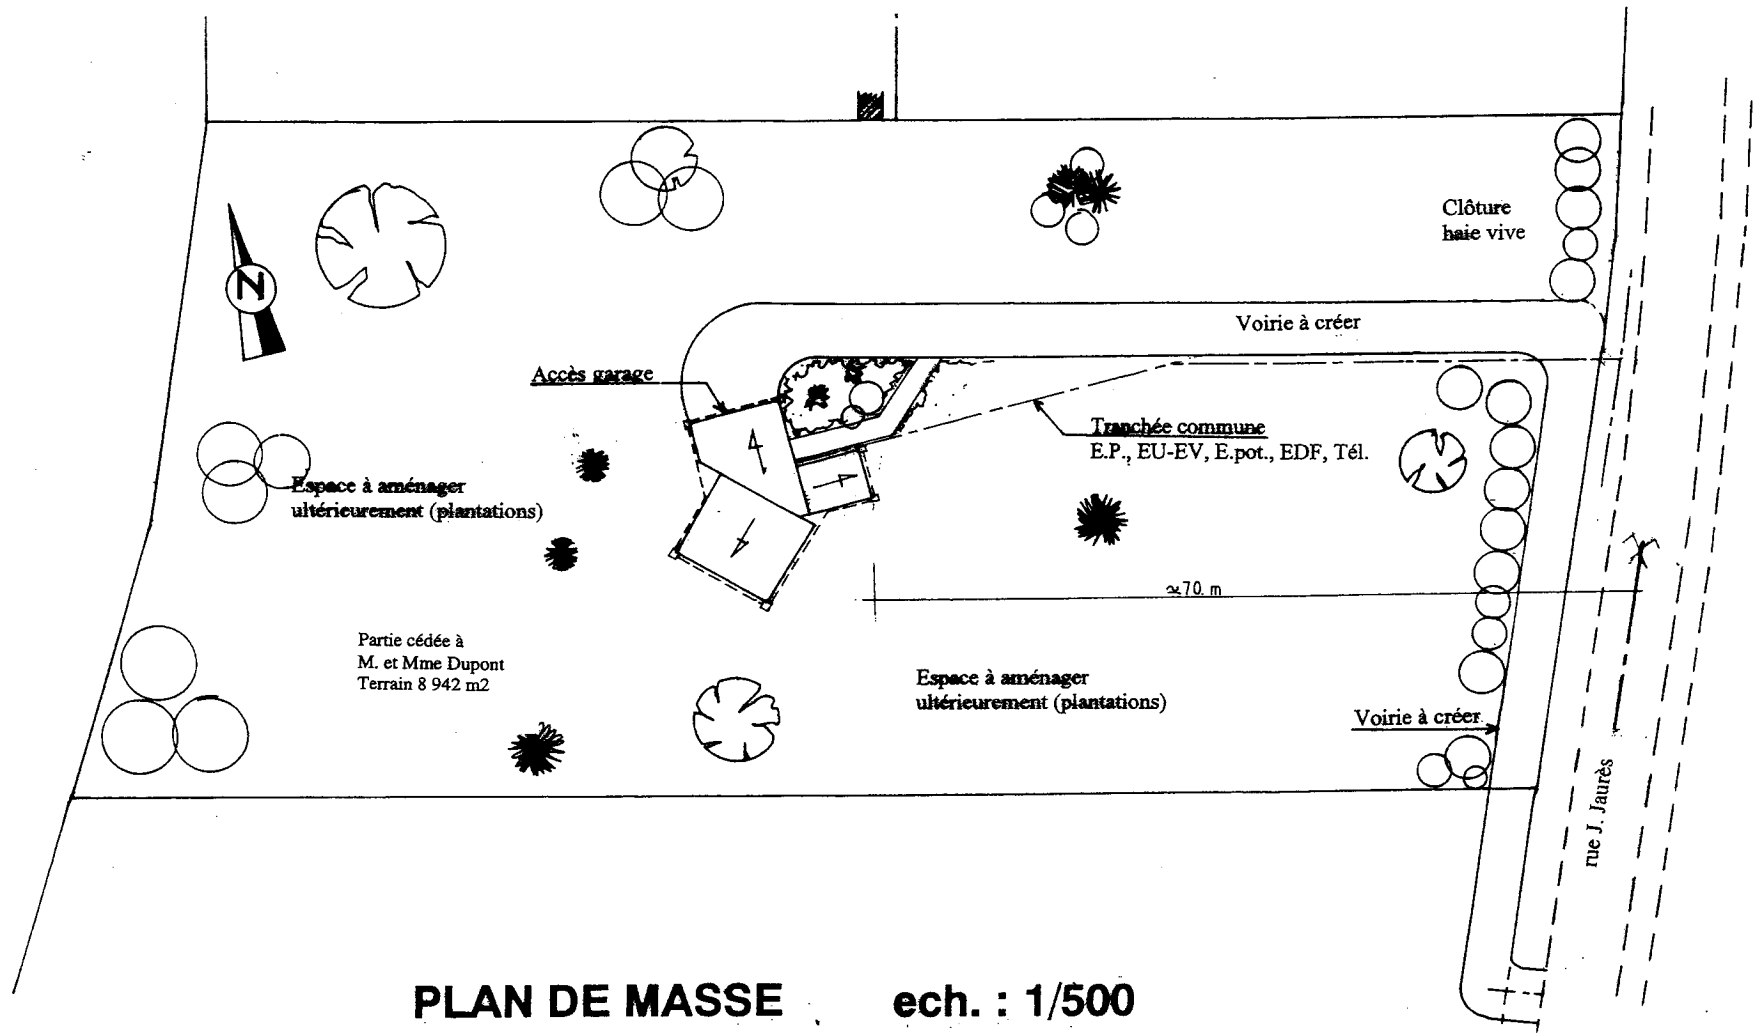 Clôture
haie vive
N
Voirie à créer
Accès garage
Tranchée commune
E.P., EU-EV, E.pot., EDF, Tél.
Espace à aménager
ultérieurement (plantations)
≃70. m
Partie cédée à
M. et Mme Dupont
Terrain 8 942 m2
Espace à aménager
ultérieurement (plantations)
Voirie à créer
rue J. Jaurès
PLAN DE MASSE ech. : 1/500